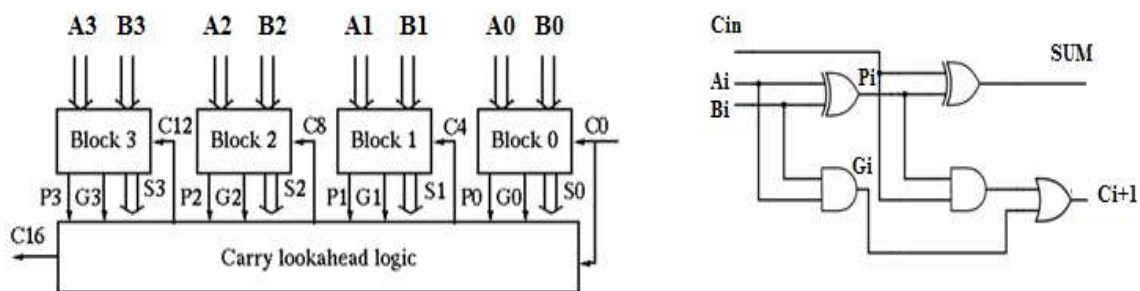 A3 B3 A2 B2 A1 B1 A0 B0
Block 3 C12 Block 2 C8 Block 1 C4 Block 0 C0
P3 G3 S3 P2 G2 S2 P1 G1 S1 P0 G0 S0
C16
Carry lookahead logic
Cin
SUM
Ai
Pi
Bi
Gi
Ci+1